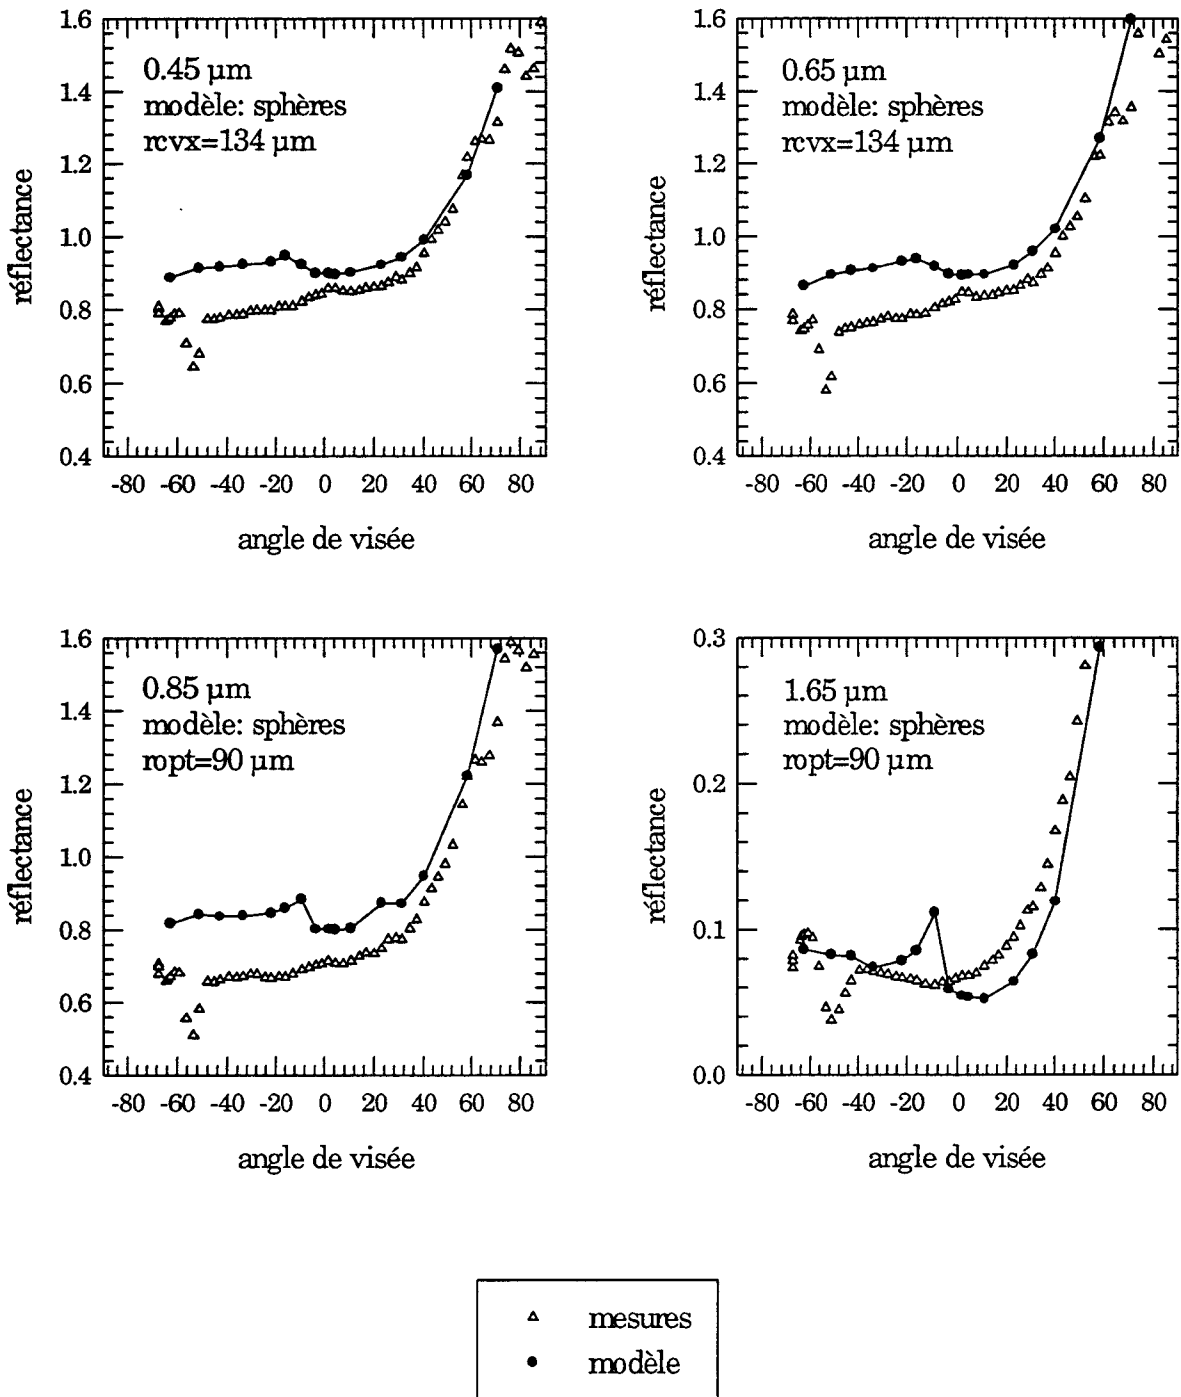 1.6
1.4
1.2
1.0
0.8
0.6
0.4
réflectance
0.45 µm
modèle: sphères
rcvx=134 µm
-80 -60 -40 -20 0 20 40 60 80
angle de visée
1.6
1.4
1.2
1.0
0.8
0.6
0.4
réflectance
0.65 µm
modèle: sphères
rcvx=134 µm
-80 -60 -40 -20 0 20 40 60 80
angle de visée
1.6
1.4
1.2
1.0
0.8
0.6
0.4
réflectance
0.85 µm
modèle: sphères
ropt=90 µm
-80 -60 -40 -20 0 20 40 60 80
angle de visée
0.3
0.2
0.1
0.0
réflectance
1.65 µm
modèle: sphères
ropt=90 µm
-80 -60 -40 -20 0 20 40 60 80
angle de visée
mesures
modèle